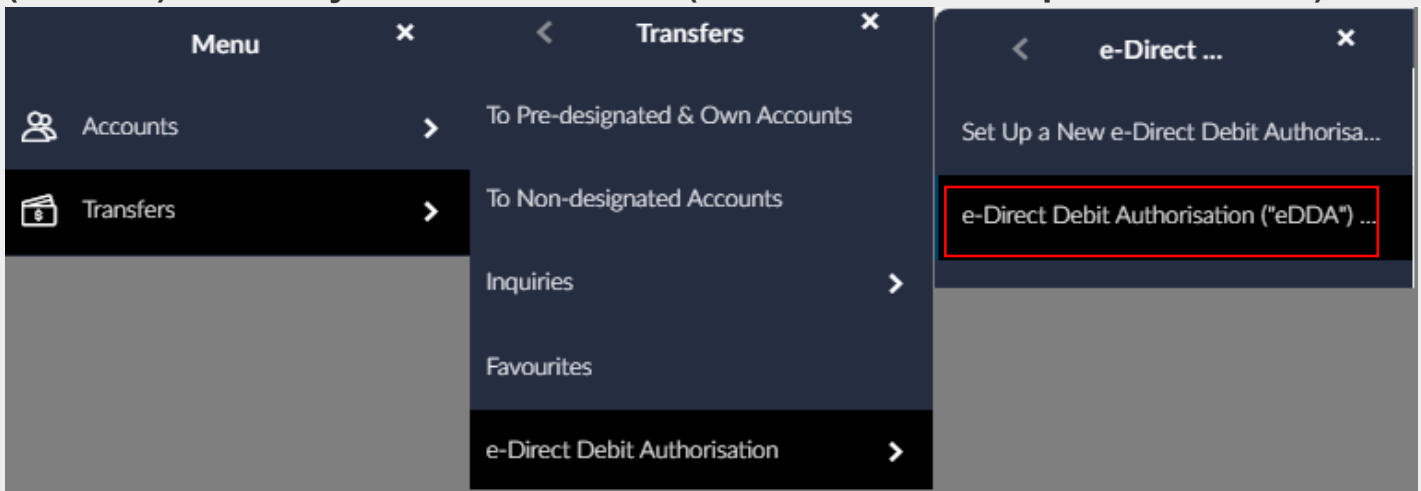 Menu
Accounts
Transfers
Transfers
To Pre-designated & Own Accounts
To Non-designated Accounts
Inquiries
Favourites
e-Direct Debit Authorisation
e-Direct ...
Set Up a New e-Direct Debit Authorisa...
e-Direct Debit Authorisation ("eDDA") ...